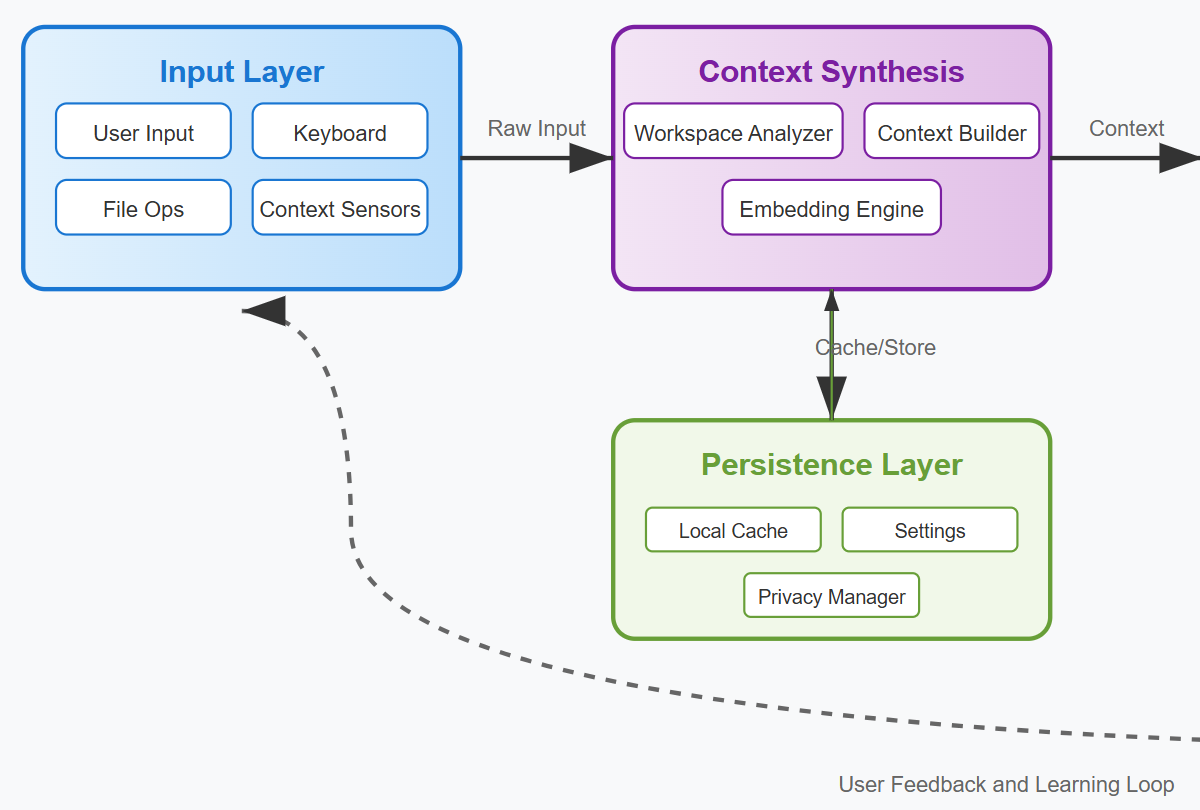 Input Layer
User Input
Keyboard
File Ops
Context Sensors
Raw Input
Context Synthesis
Workspace Analyzer
Context Builder
Embedding Engine
Context
Cache/Store
Persistence Layer
Local Cache
Settings
Privacy Manager
User Feedback and Learning Loop